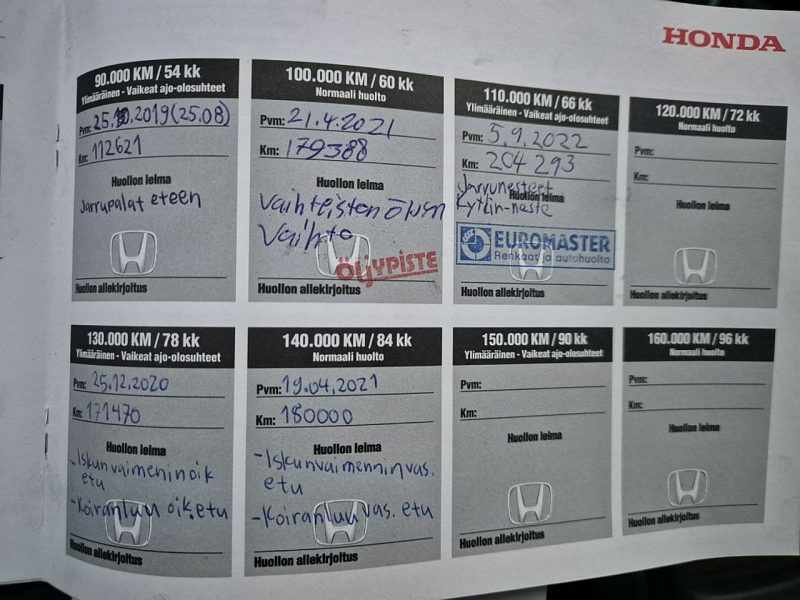 HONDA
90.000 KM / 54 kk
Ylimääräinen - Vaikeat ajo-olosuhteet
Pvm: 25.10.2019 (25.08)
Km: 112621
Huollon leima
Jarrupalat eteen
Huollon allekirjoitus
100.000 KM / 60 kk
Normaali huolto
Pvm: 21.4.2021
Km: 179388
Huollon leima
Vaihteiston öljyn
Vaihto
ÖLJYPISTE
Huollon allekirjoitus
110.000 KM / 66 kk
Ylimääräinen - Vaikeat ajo-olosuhteet
Pvm: 5.9.2022
Km: 204 293
Huollon leima
Jarrunesteet
Kytkin-neste
EUROMASTER
Renkaat ja autohuolto
Huollon allekirjoitus
120.000 KM / 72 kk
Normaali huolto
Pvm:
Km:
Huollon leima
Huollon allekirjoitus
130.000 KM / 78 kk
Ylimääräinen - Vaikeat ajo-olosuhteet
Pvm: 25.12.2020
Km: 171470
Huollon leima
- Iskunvaimenin oik
etu
- Koiranluu oik.etu
Huollon allekirjoitus
140.000 KM / 84 kk
Normaali huolto
Pvm: 19.04.2021
Km: 180000
Huollon leima
- Iskunvaimennin vas.
etu
- Koiranluu vas. etu
Huollon allekirjoitus
150.000 KM / 90 kk
Ylimääräinen - Vaikeat ajo-olosuhteet
Pvm:
Km:
Huollon leima
Huollon allekirjoitus
160.000 KM / 96 kk
Normaali huolto
Pvm:
Km:
Huollon leima
Huollon allekirjoitus